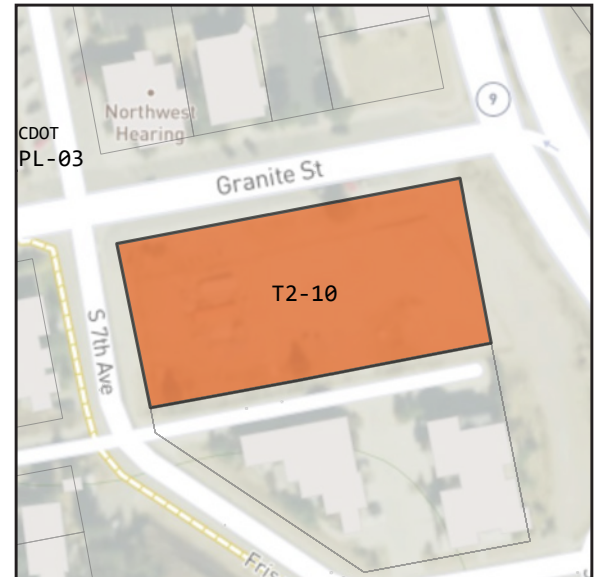 9
Northwest
Hearing
CDOT
PL-03
Granite St
T2-10
S 7th Ave
Fris